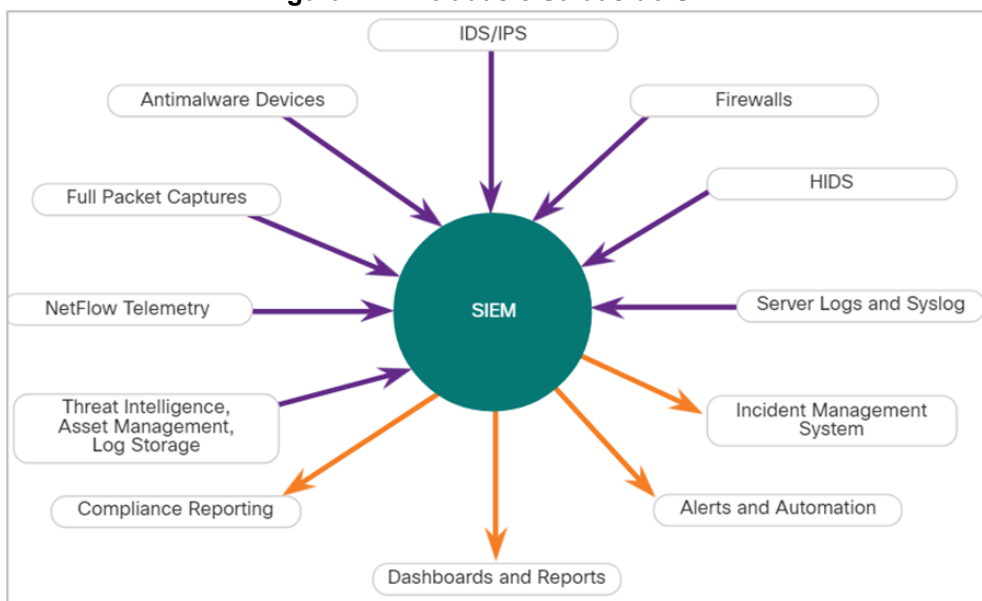 IDS/IPS
Antimalware Devices
Firewalls
HIDS
Full Packet Captures
SIEM
NetFlow Telemetry
Server Logs and Syslog
Threat Intelligence,
Asset Management,
Log Storage
Incident Management
System
Compliance Reporting
Alerts and Automation
Dashboards and Reports